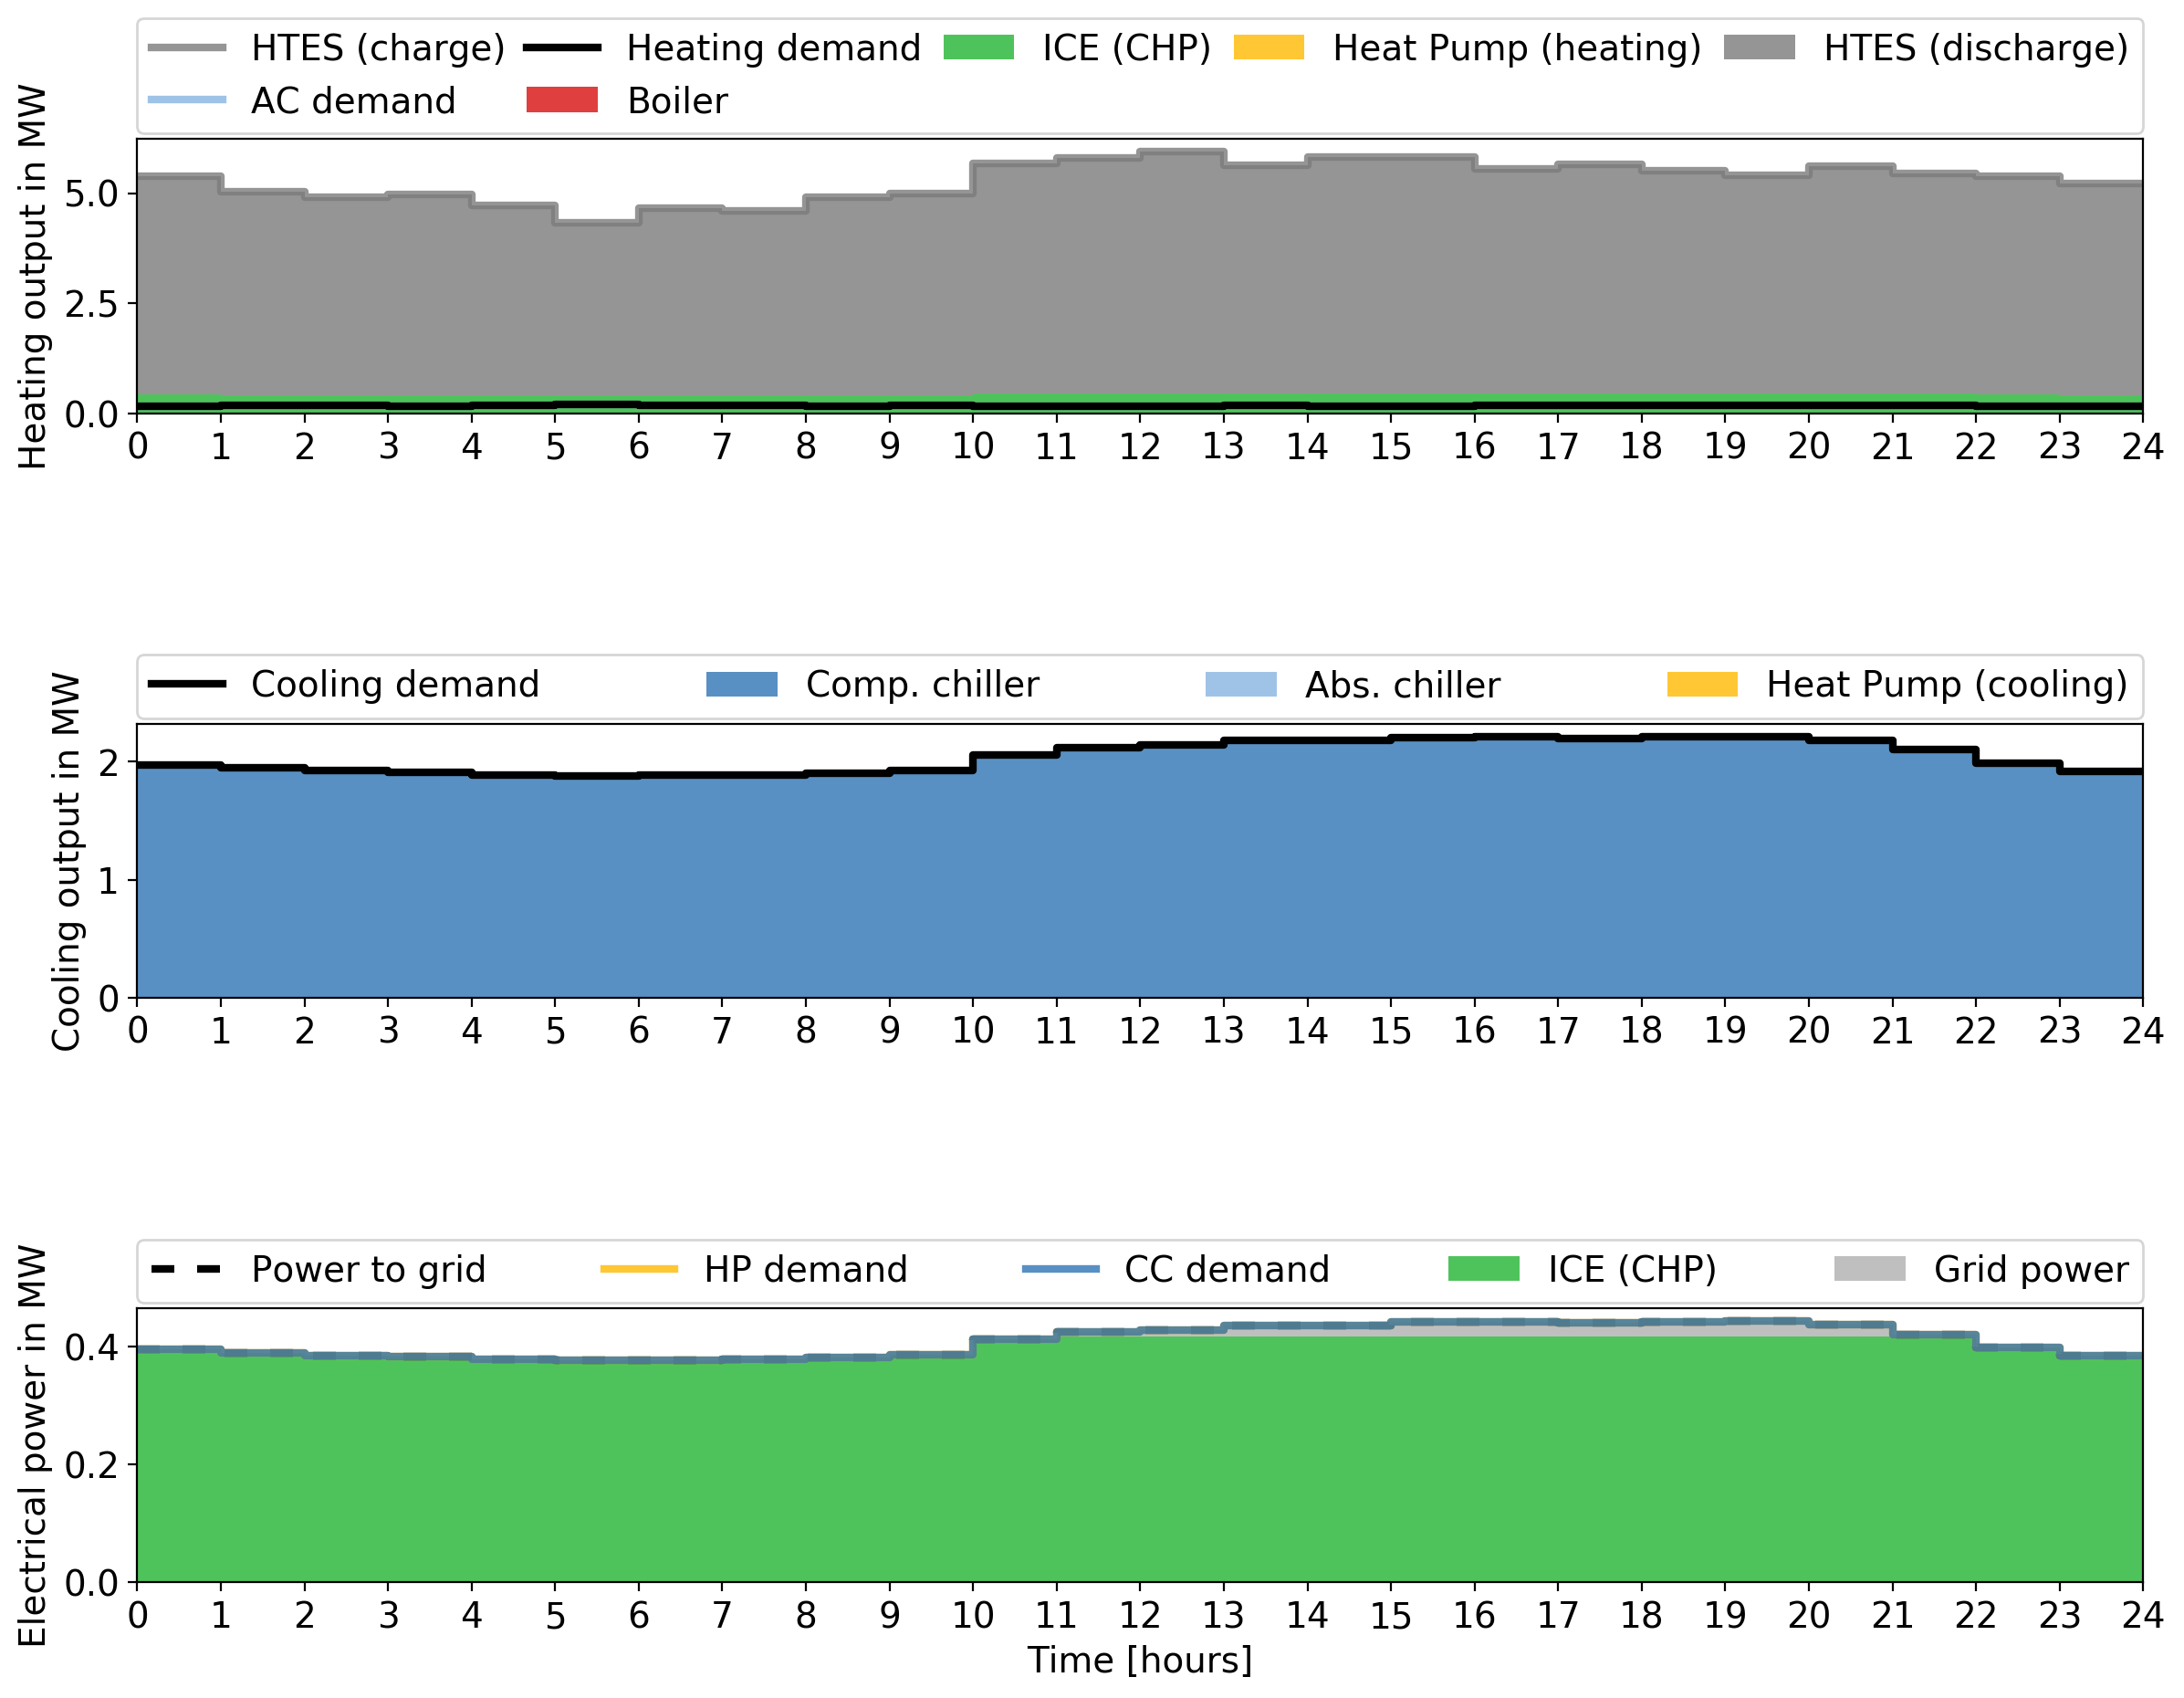 HTES (charge) Heating demand ICE (CHP) Heat Pump (heating) HTES (discharge)
AC demand Boiler
Heating output in MW
5.0
2.5
0.0
0 1 2 3 4 5 6 7 8 9 10 11 12 13 14 15 16 17 18 19 20 21 22 23 24
Cooling demand Comp. chiller Abs. chiller Heat Pump (cooling)
Cooling output in MW
2
1
0
0 1 2 3 4 5 6 7 8 9 10 11 12 13 14 15 16 17 18 19 20 21 22 23 24
Power to grid HP demand CC demand ICE (CHP) Grid power
Electrical power in MW
0.4
0.2
0.0
0 1 2 3 4 5 6 7 8 9 10 11 12 13 14 15 16 17 18 19 20 21 22 23 24
Time [hours]